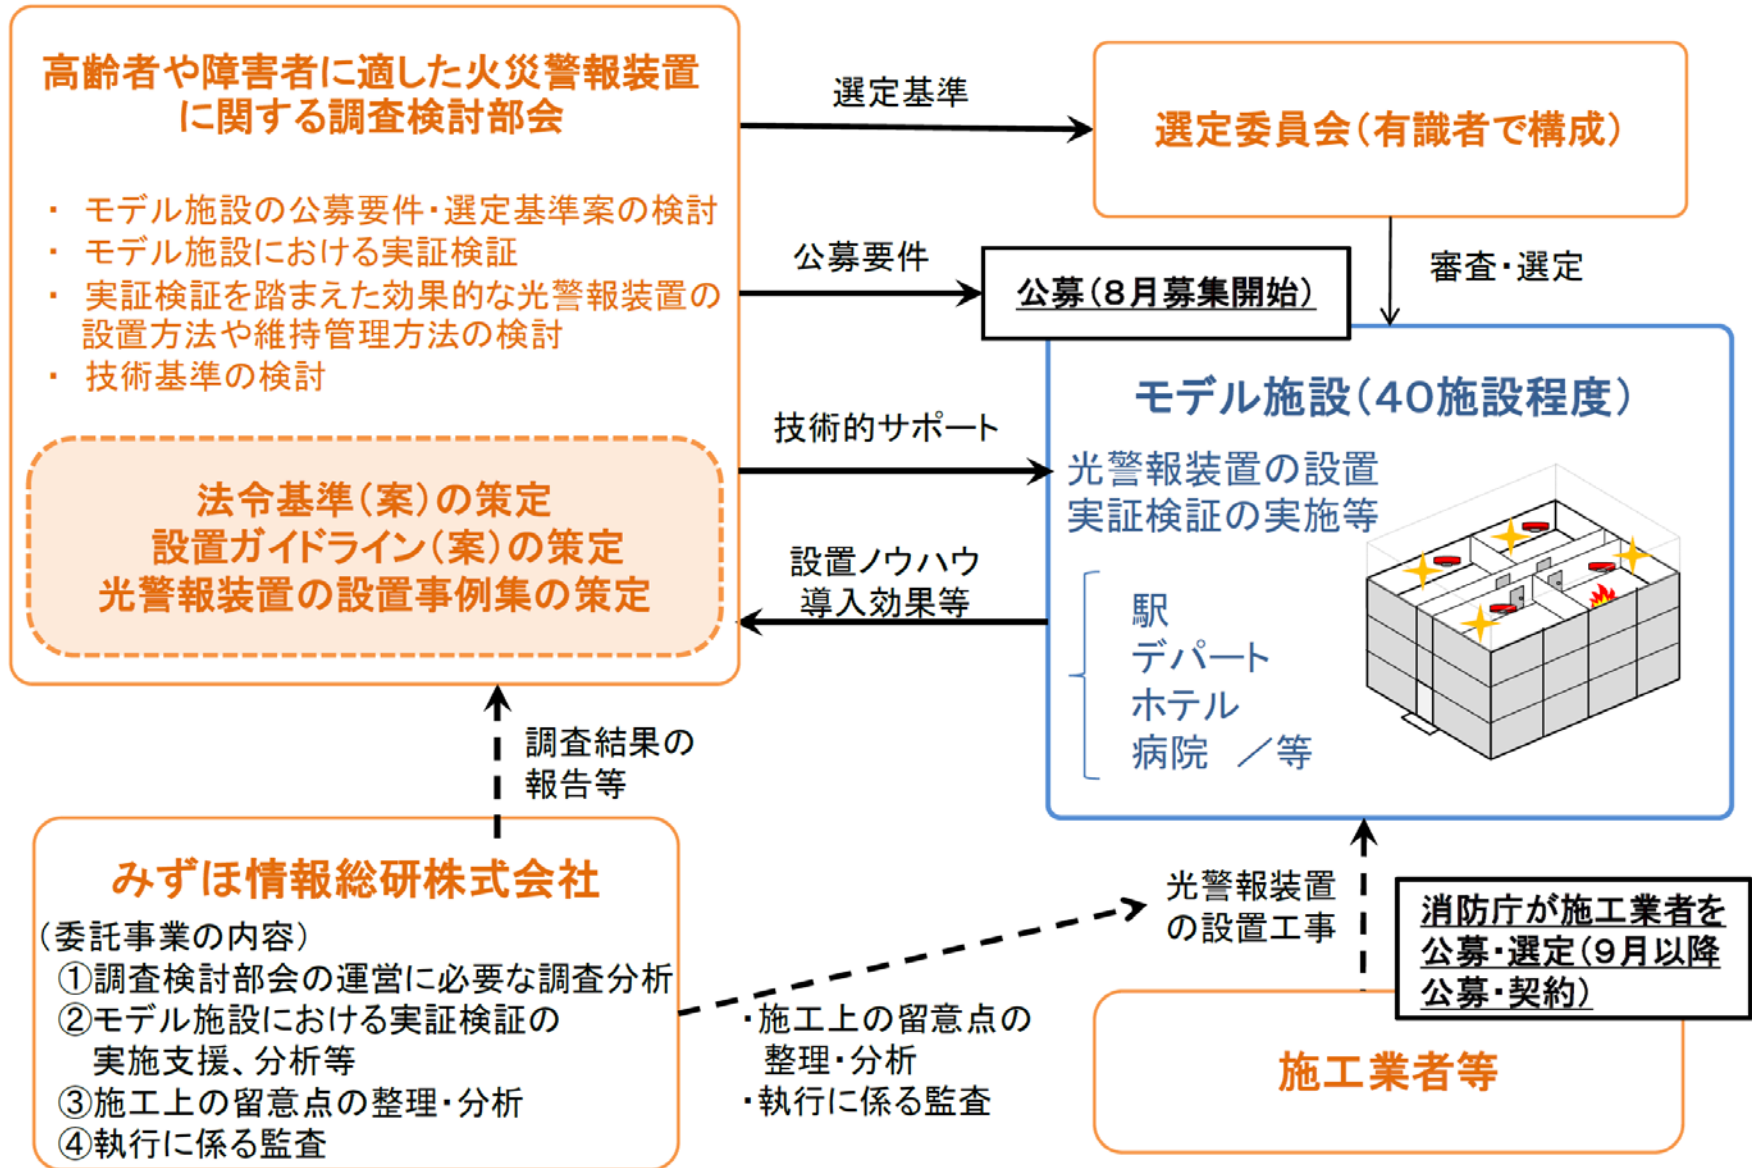 高齢者や障害者に適した火災警報装置
に関する調査検討部会
・ モデル施設の公募要件・選定基準案の検討
・ モデル施設における実証検証
・ 実証検証を踏まえた効果的な光警報装置の
設置方法や維持管理方法の検討
・ 技術基準の検討
法令基準（案）の策定
設置ガイドライン（案）の策定
光警報装置の設置事例集の策定
選定基準
選定委員会（有識者で構成）
公募要件
公募（８月募集開始）
審査・選定
技術的サポート
設置ノウハウ
導入効果等
モデル施設（４０施設程度）
光警報装置の設置
実証検証の実施等
駅
デパート
ホテル
病院 ／等
調査結果の
報告等
みずほ情報総研株式会社
（委託事業の内容）
①調査検討部会の運営に必要な調査分析
②モデル施設における実証検証の
実施支援、分析等
③施工上の留意点の整理・分析
④執行に係る監査
・施工上の留意点の
整理・分析
・執行に係る監査
光警報装置
の設置工事
消防庁が施工業者を
公募・選定（９月以降
公募・契約）
施工業者等